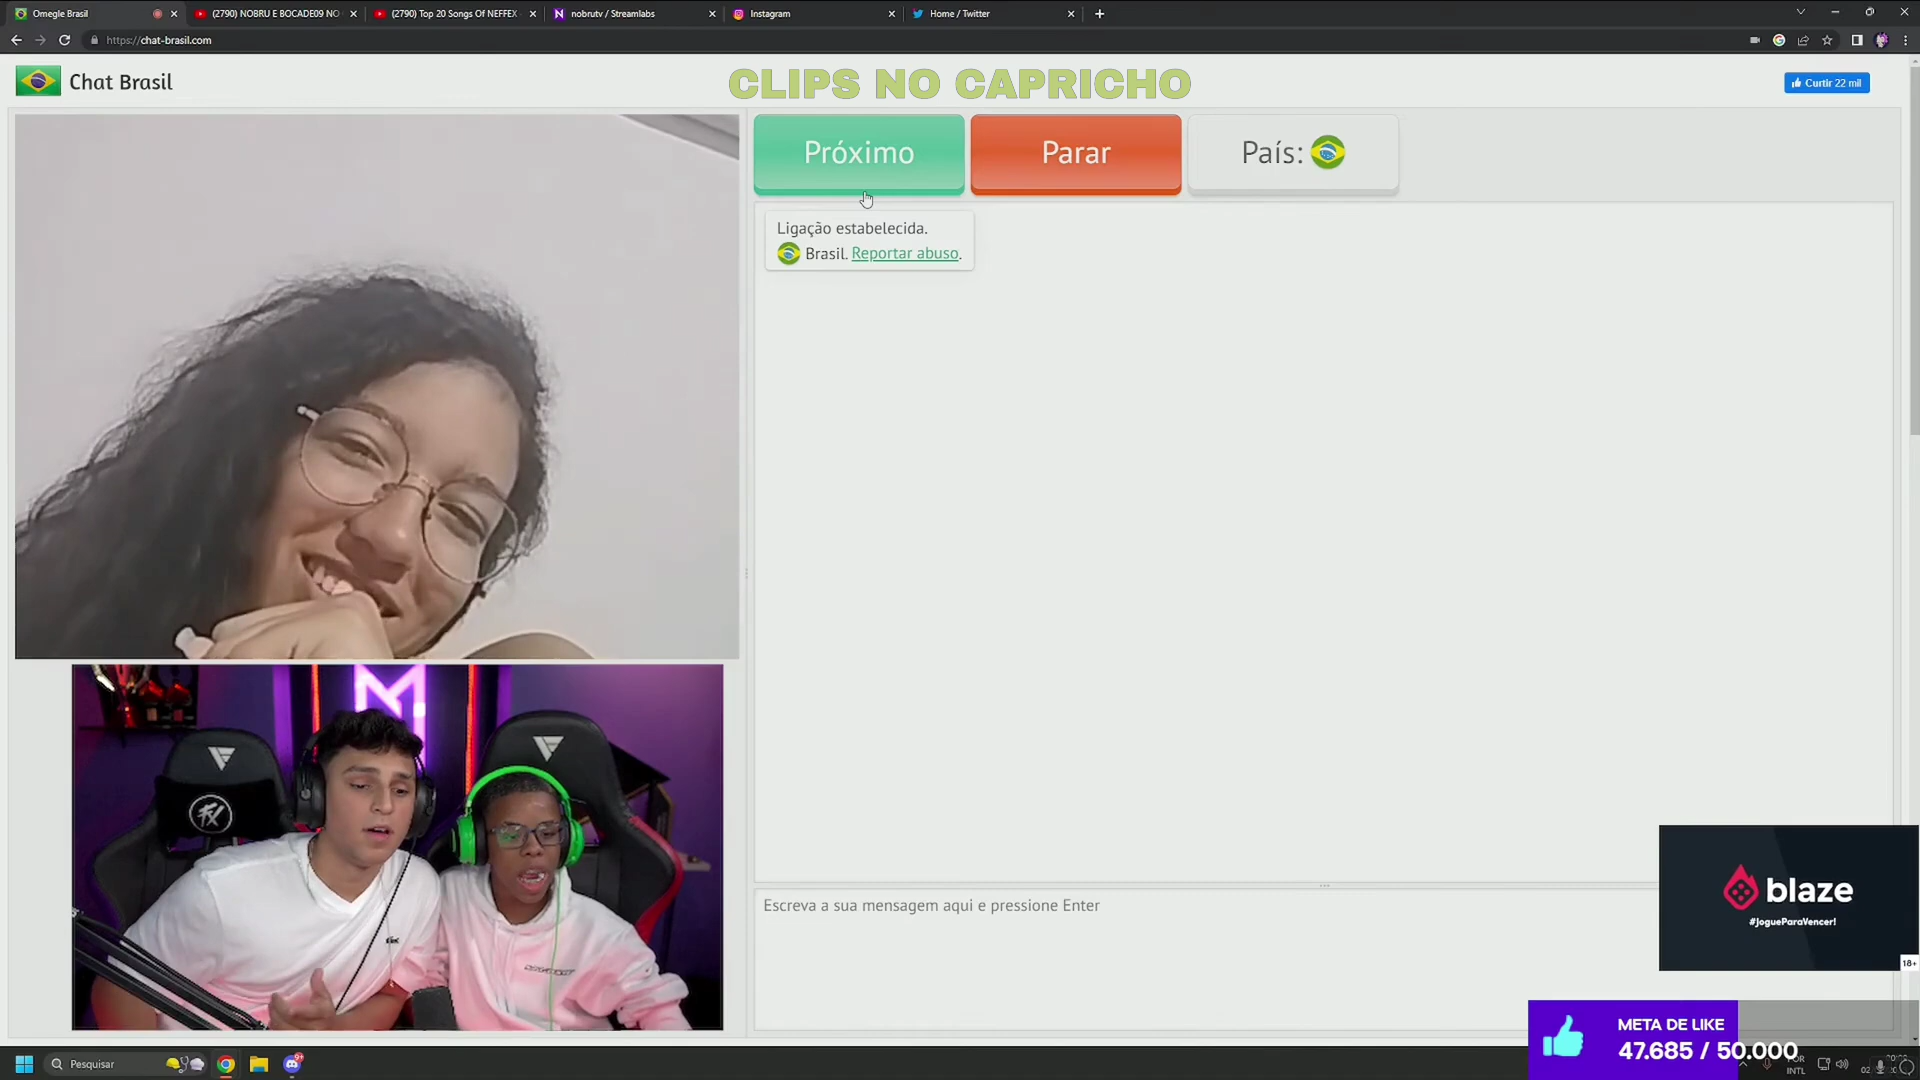 Omegle Brasil
(2790) NOBRU E BOCADE09 NO
(2790) Top 20 Songs Of NEFFEX
nobrutv / Streamlabs
Instagram
Home / Twitter
https://chat-brasil.com
Chat Brasil
CLIPS NO CAPRICHO
Curtir 22 mil
Próximo
Parar
País:
Ligação estabelecida.
Brasil. Reportar abuso.
Escreva a sua mensagem aqui e pressione Enter
blaze
#JogueParaVencer!
18+
META DE LIKE
47.685 / 50.000
Pesquisar
POR
INTL